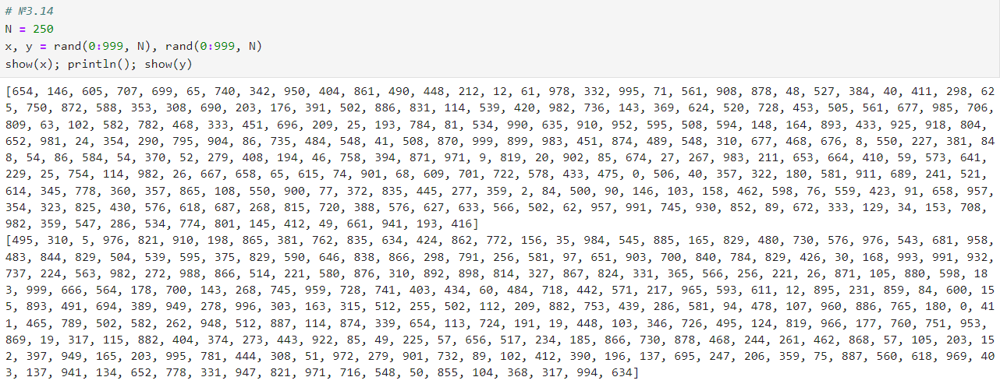 # №3.14
N = 250
x, y = rand(0:999, N), rand(0:999, N)
show(x); println(); show(y)
[654, 146, 605, 707, 699, 65, 740, 342, 950, 404, 861, 490, 448, 212, 12, 61, 978, 332, 995, 71, 561, 908, 878, 48, 527, 384, 40, 411, 298, 62
5, 750, 872, 588, 353, 308, 690, 203, 176, 391, 502, 886, 831, 114, 539, 420, 982, 736, 143, 369, 624, 520, 728, 453, 505, 561, 677, 985, 706,
809, 63, 102, 582, 782, 468, 333, 451, 696, 209, 25, 193, 784, 81, 534, 990, 635, 910, 952, 595, 508, 594, 148, 164, 893, 433, 925, 918, 804,
652, 981, 24, 354, 290, 795, 904, 86, 735, 484, 548, 41, 508, 870, 999, 899, 983, 451, 874, 489, 548, 310, 677, 468, 676, 8, 550, 227, 381, 84
8, 54, 86, 584, 54, 370, 52, 279, 408, 194, 46, 758, 394, 871, 971, 9, 819, 20, 902, 85, 674, 27, 267, 983, 211, 653, 664, 410, 59, 573, 641,
229, 25, 754, 114, 982, 26, 667, 658, 65, 615, 74, 901, 68, 609, 701, 722, 578, 433, 475, 0, 506, 40, 357, 322, 180, 581, 911, 689, 241, 521,
614, 345, 778, 360, 357, 865, 108, 550, 900, 77, 372, 835, 445, 277, 359, 2, 84, 500, 90, 146, 103, 158, 462, 598, 76, 559, 423, 91, 658, 957,
354, 323, 825, 430, 576, 618, 687, 268, 815, 720, 388, 576, 627, 633, 566, 502, 62, 957, 991, 745, 930, 852, 89, 672, 333, 129, 34, 153, 708,
982, 359, 547, 286, 534, 774, 801, 145, 412, 49, 661, 941, 193, 416]
[495, 310, 5, 976, 821, 910, 198, 865, 381, 762, 835, 634, 424, 862, 772, 156, 35, 984, 545, 885, 165, 829, 480, 730, 576, 976, 543, 681, 958,
483, 844, 829, 504, 539, 595, 375, 829, 590, 646, 838, 866, 298, 791, 256, 581, 97, 651, 903, 700, 840, 784, 829, 426, 30, 168, 993, 991, 932,
737, 224, 563, 982, 272, 988, 866, 514, 221, 580, 876, 310, 892, 898, 814, 327, 867, 824, 331, 365, 566, 256, 221, 26, 871, 105, 880, 598, 18
3, 999, 666, 564, 178, 700, 143, 268, 745, 959, 728, 741, 403, 434, 60, 484, 718, 442, 571, 217, 965, 593, 611, 12, 895, 231, 859, 84, 600, 15
5, 893, 491, 694, 389, 949, 278, 996, 303, 163, 315, 512, 255, 502, 112, 209, 882, 753, 439, 286, 581, 94, 478, 107, 960, 886, 765, 180, 0, 41
1, 465, 789, 502, 582, 262, 948, 512, 887, 114, 874, 339, 654, 113, 724, 191, 19, 448, 103, 346, 726, 495, 124, 819, 966, 177, 760, 751, 953,
869, 19, 317, 115, 882, 404, 374, 273, 443, 922, 85, 49, 225, 57, 656, 517, 234, 185, 866, 730, 878, 468, 244, 261, 462, 868, 57, 105, 203, 15
2, 397, 949, 165, 203, 995, 781, 444, 308, 51, 972, 279, 901, 732, 89, 102, 412, 390, 196, 137, 695, 247, 206, 359, 75, 887, 560, 618, 969, 40
3, 137, 941, 134, 652, 778, 331, 947, 821, 971, 716, 548, 50, 855, 104, 368, 317, 994, 634]